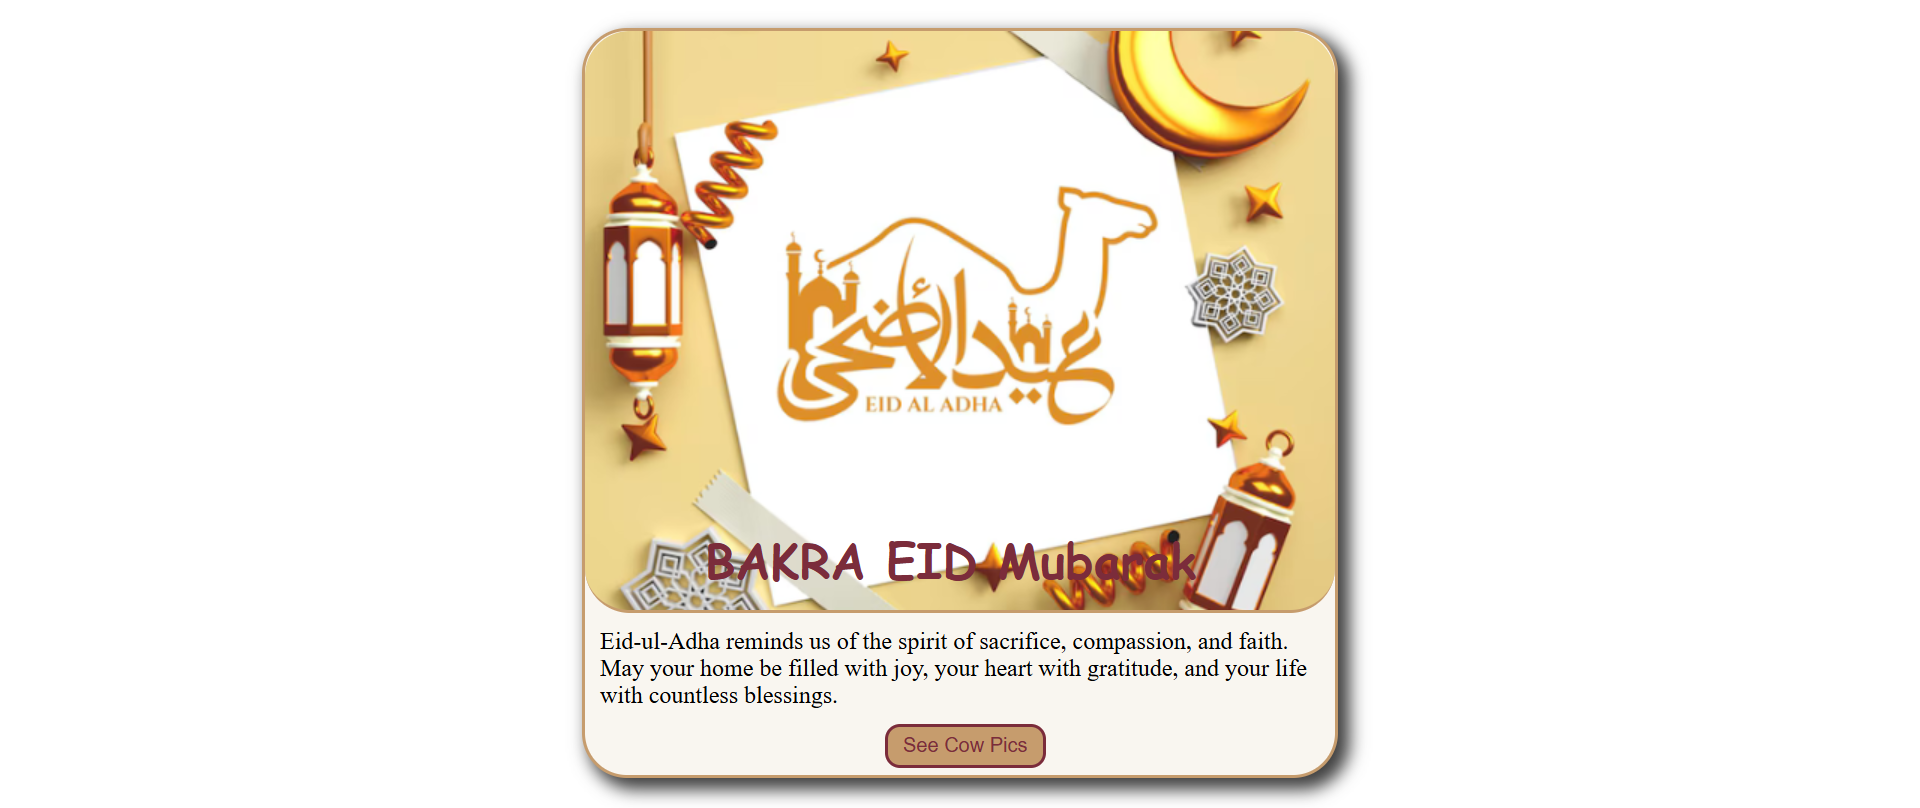 عيد الأضحى
EID AL ADHA
BAKRA EID Mubarak
Eid-ul-Adha reminds us of the spirit of sacrifice, compassion, and faith.
May your home be filled with joy, your heart with gratitude, and your life
with countless blessings.
See Cow Pics